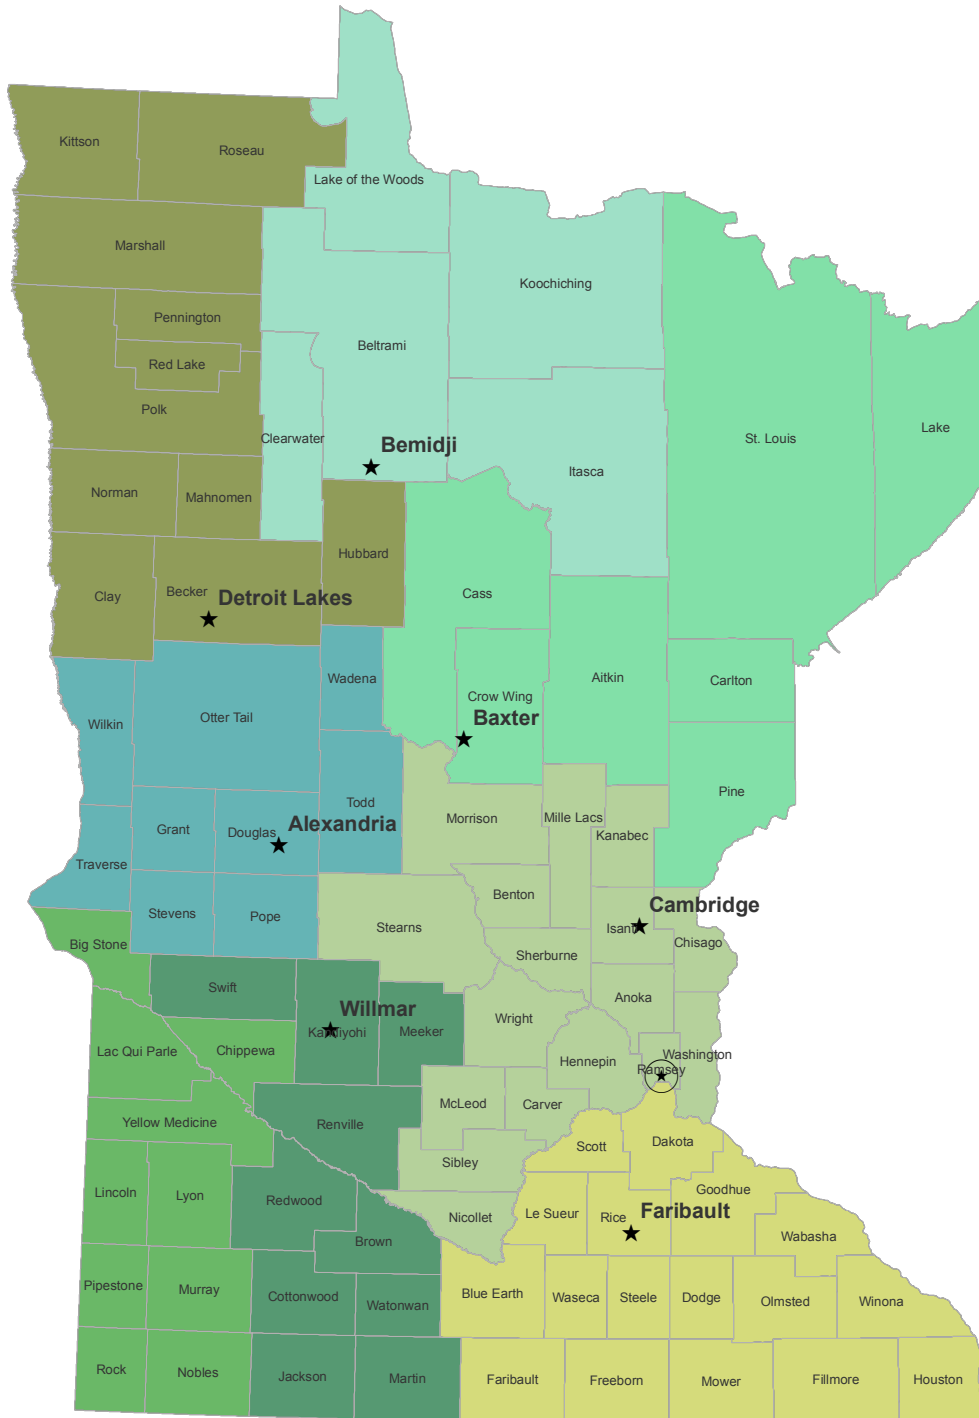 Kittson
Roseau
Lake of the Woods
Marshall
Koochiching
Pennington
Beltrami
Red Lake
Polk
Clearwater
Bemidji
St. Louis
Lake
Itasca
Norman
Mahnomen
Hubbard
Clay
Becker
Detroit Lakes
Cass
Wadena
Aitkin
Carlton
Crow Wing
Otter Tail
Wilkin
Baxter
Pine
Todd
Morrison
Mille Lacs
Kanabec
Grant
Douglas
Alexandria
Traverse
Benton
Cambridge
Stevens
Pope
Stearns
Isanti
Chisago
Big Stone
Sherburne
Swift
Anoka
Willmar
Wright
Kandiyohi
Meeker
Lac Qui Parle
Chippewa
Hennepin
Washington
Ramsey
McLeod
Carver
Yellow Medicine
Renville
Scott
Dakota
Sibley
Lincoln
Lyon
Redwood
Goodhue
Nicollet
Le Sueur
Rice
Faribault
Brown
Wabasha
Pipestone
Murray
Cottonwood
Watonwan
Blue Earth
Waseca
Steele
Dodge
Olmsted
Winona
Rock
Nobles
Jackson
Martin
Faribault
Freeborn
Mower
Fillmore
Houston